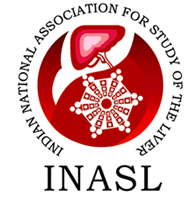 INDIAN NATIONAL ASSOCIATION FOR STUDY OF THE LIVER
INASL